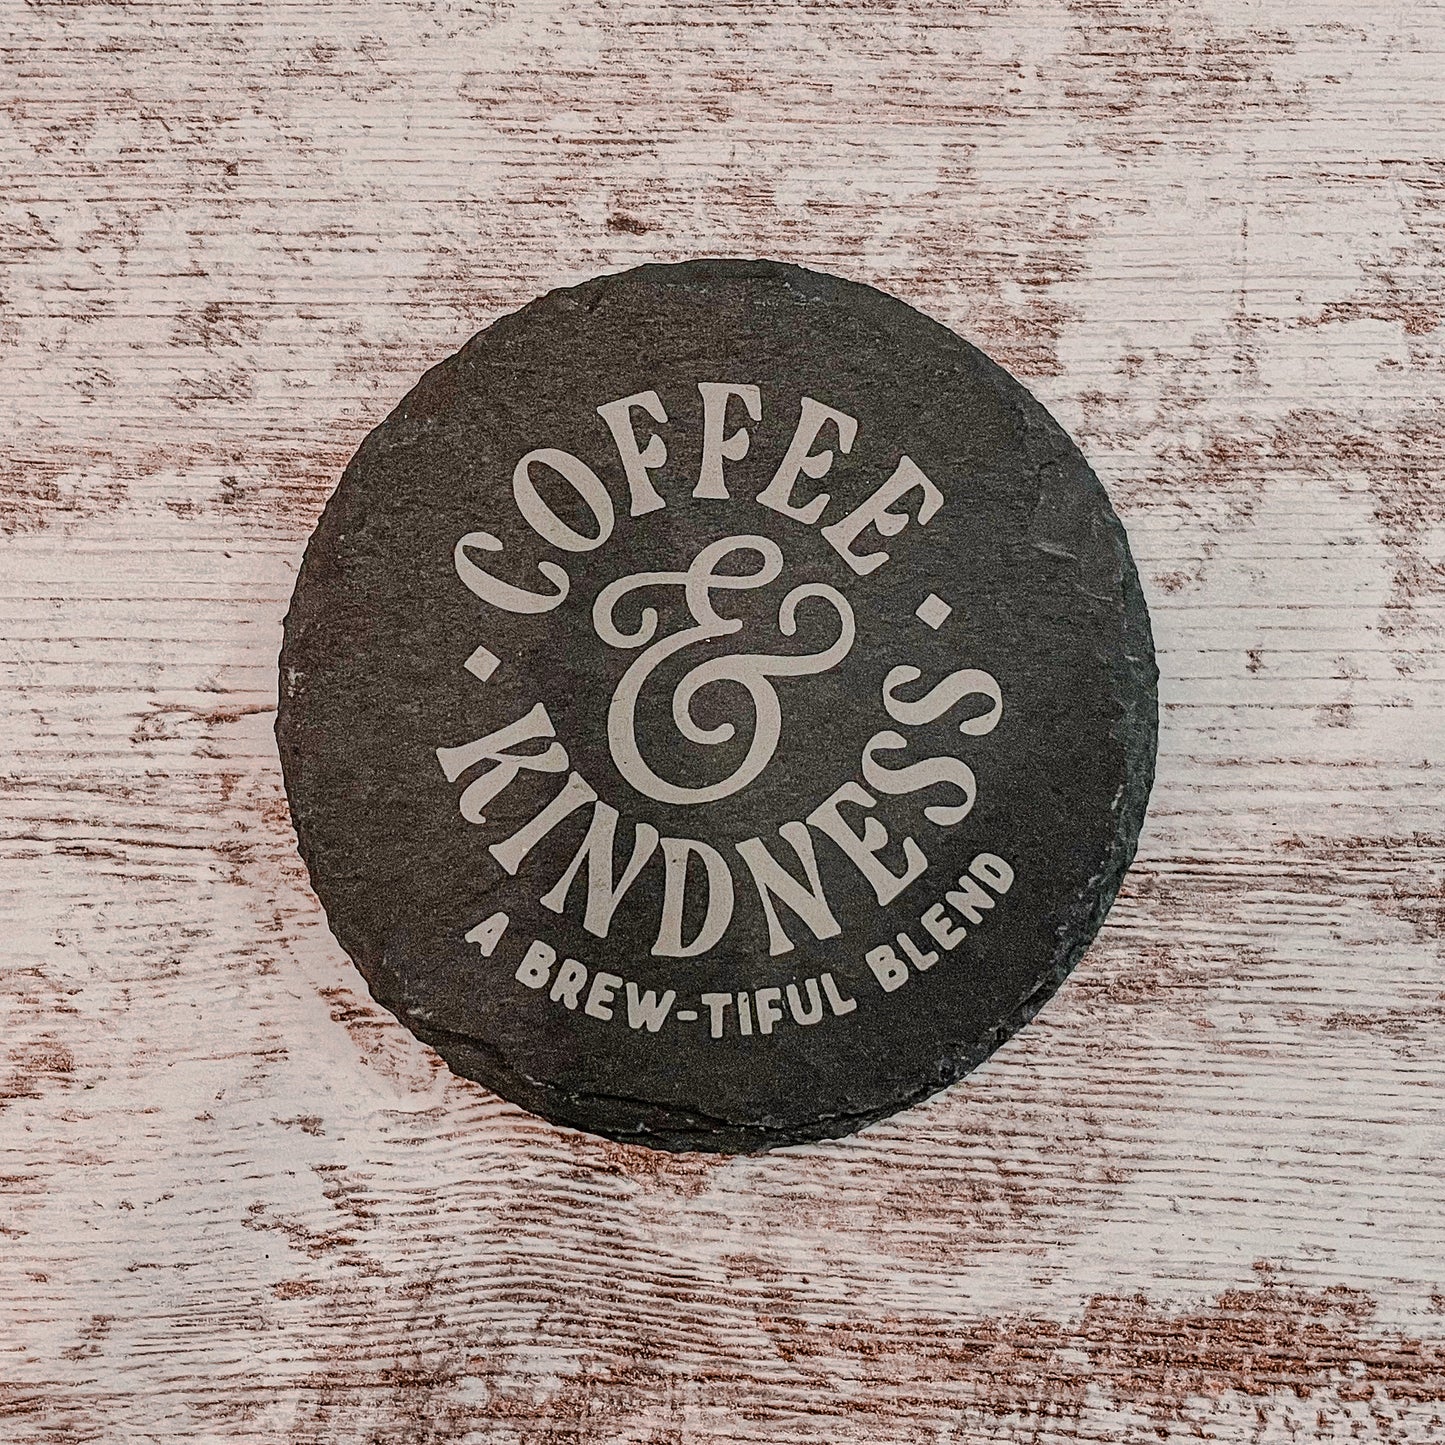 COFFEE
&
· KINDNESS ·
A BREW-TIFUL BLEND